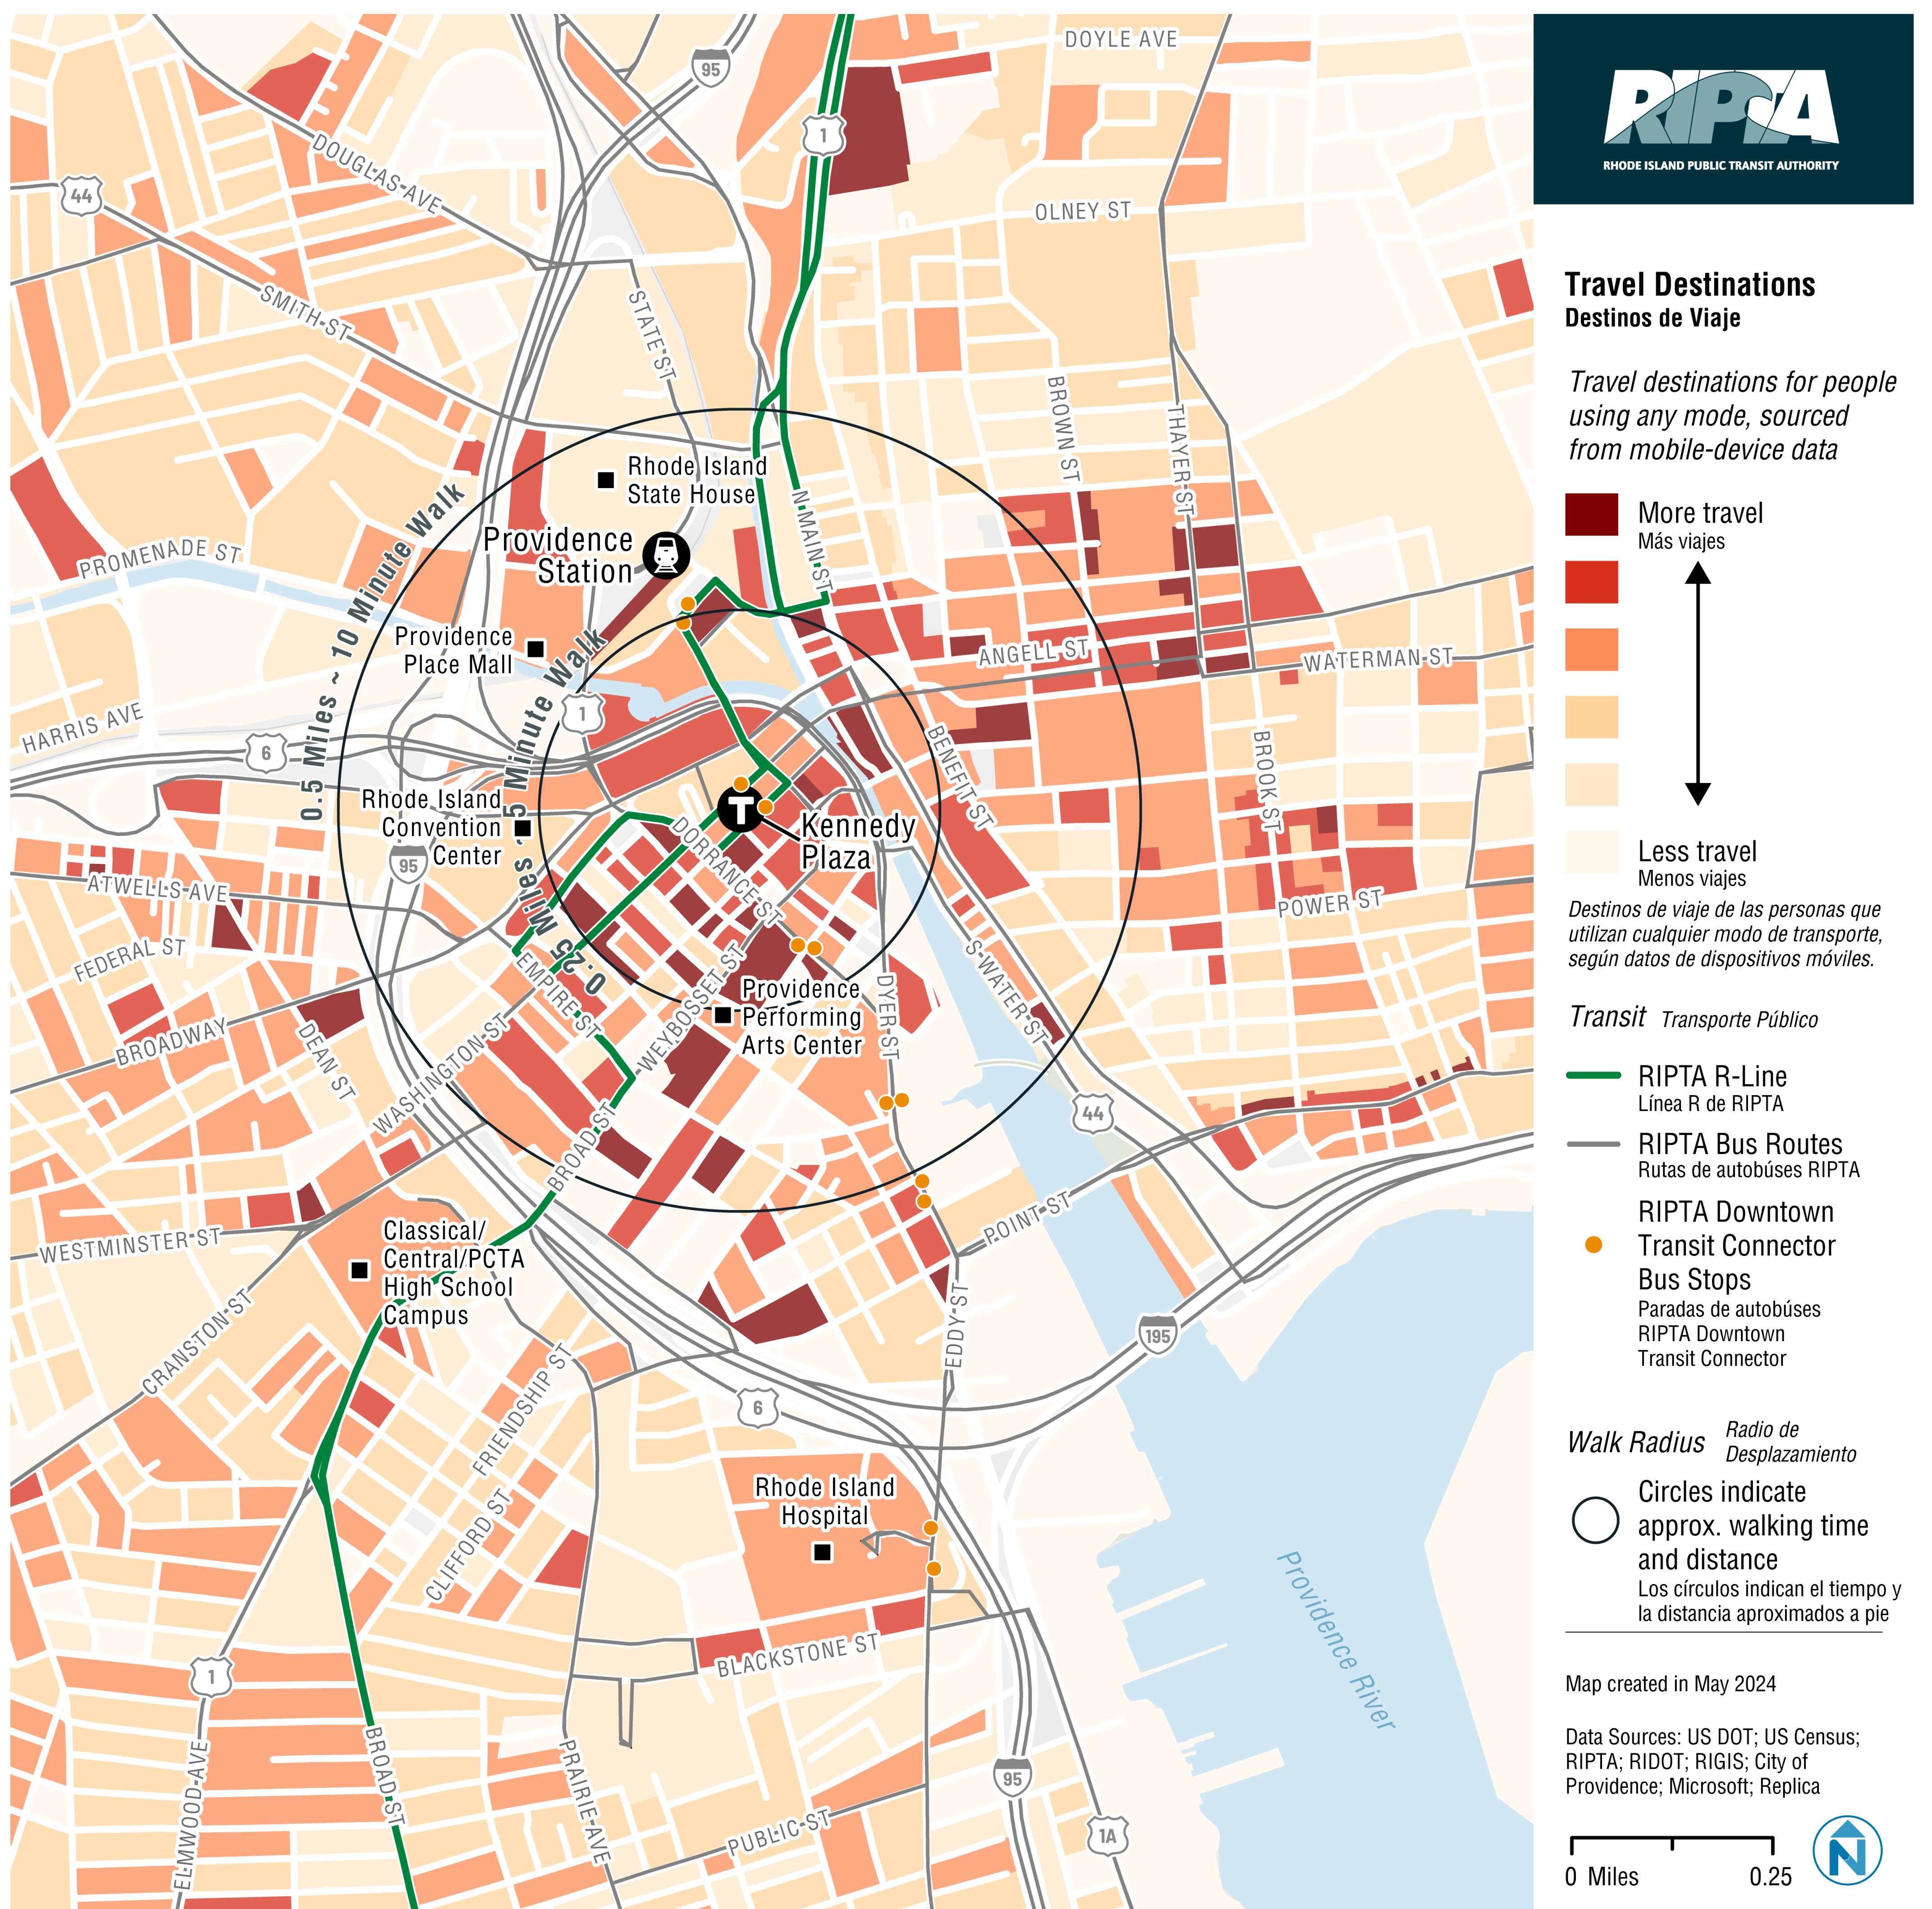 DOYLE AVE
95
1
DOUGLAS AVE
44
OLNEY ST
SMITH ST
STATE ST
BROWN ST
THAYER ST
Rhode Island
State House
N MAIN ST
Providence
Station
PROMENADE ST
0.5 Miles ~ 10 Minute Walk
Providence
Place Mall
ANGELL ST
WATERMAN ST
0.25 Miles ~ 5 Minute Walk
1
HARRIS AVE
6
BENEFIT ST
BROOK ST
Rhode Island
Convention
Center
T
Kennedy
Plaza
DORRANCE ST
95
ATWELLS AVE
POWER ST
FEDERAL ST
EMPIRE ST
WEYBOSSET ST
S WATER ST
DYER ST
Providence
Performing
Arts Center
BROADWAY
DEAN ST
WASHINGTON ST
44
BROAD ST
POINT ST
WESTMINSTER ST
Classical/
Central/PCTA
High School
Campus
CRANSTON ST
EDDY ST
195
FRIENDSHIP ST
6
CLIFFORD ST
Rhode Island
Hospital
Providence River
BLACKSTONE ST
1
BROAD ST
ELMWOOD AVE
PRAIRIE AVE
PUBLIC ST
95
1A
RIPTA
RHODE ISLAND PUBLIC TRANSIT AUTHORITY
Travel Destinations
Destinos de Viaje
Travel destinations for people
using any mode, sourced
from mobile-device data
More travel
Más viajes
Less travel
Menos viajes
Destinos de viaje de las personas que
utilizan cualquier modo de transporte,
según datos de dispositivos móviles.
Transit Transporte Público
RIPTA R-Line
Línea R de RIPTA
RIPTA Bus Routes
Rutas de autobúses RIPTA
RIPTA Downtown
Transit Connector
Bus Stops
Paradas de autobúses
RIPTA Downtown
Transit Connector
Walk Radius Radio de
Desplazamiento
Circles indicate
approx. walking time
and distance
Los círculos indican el tiempo y
la distancia aproximados a pie
Map created in May 2024
Data Sources: US DOT; US Census;
RIPTA; RIDOT; RIGIS; City of
Providence; Microsoft; Replica
0 Miles 0.25
N